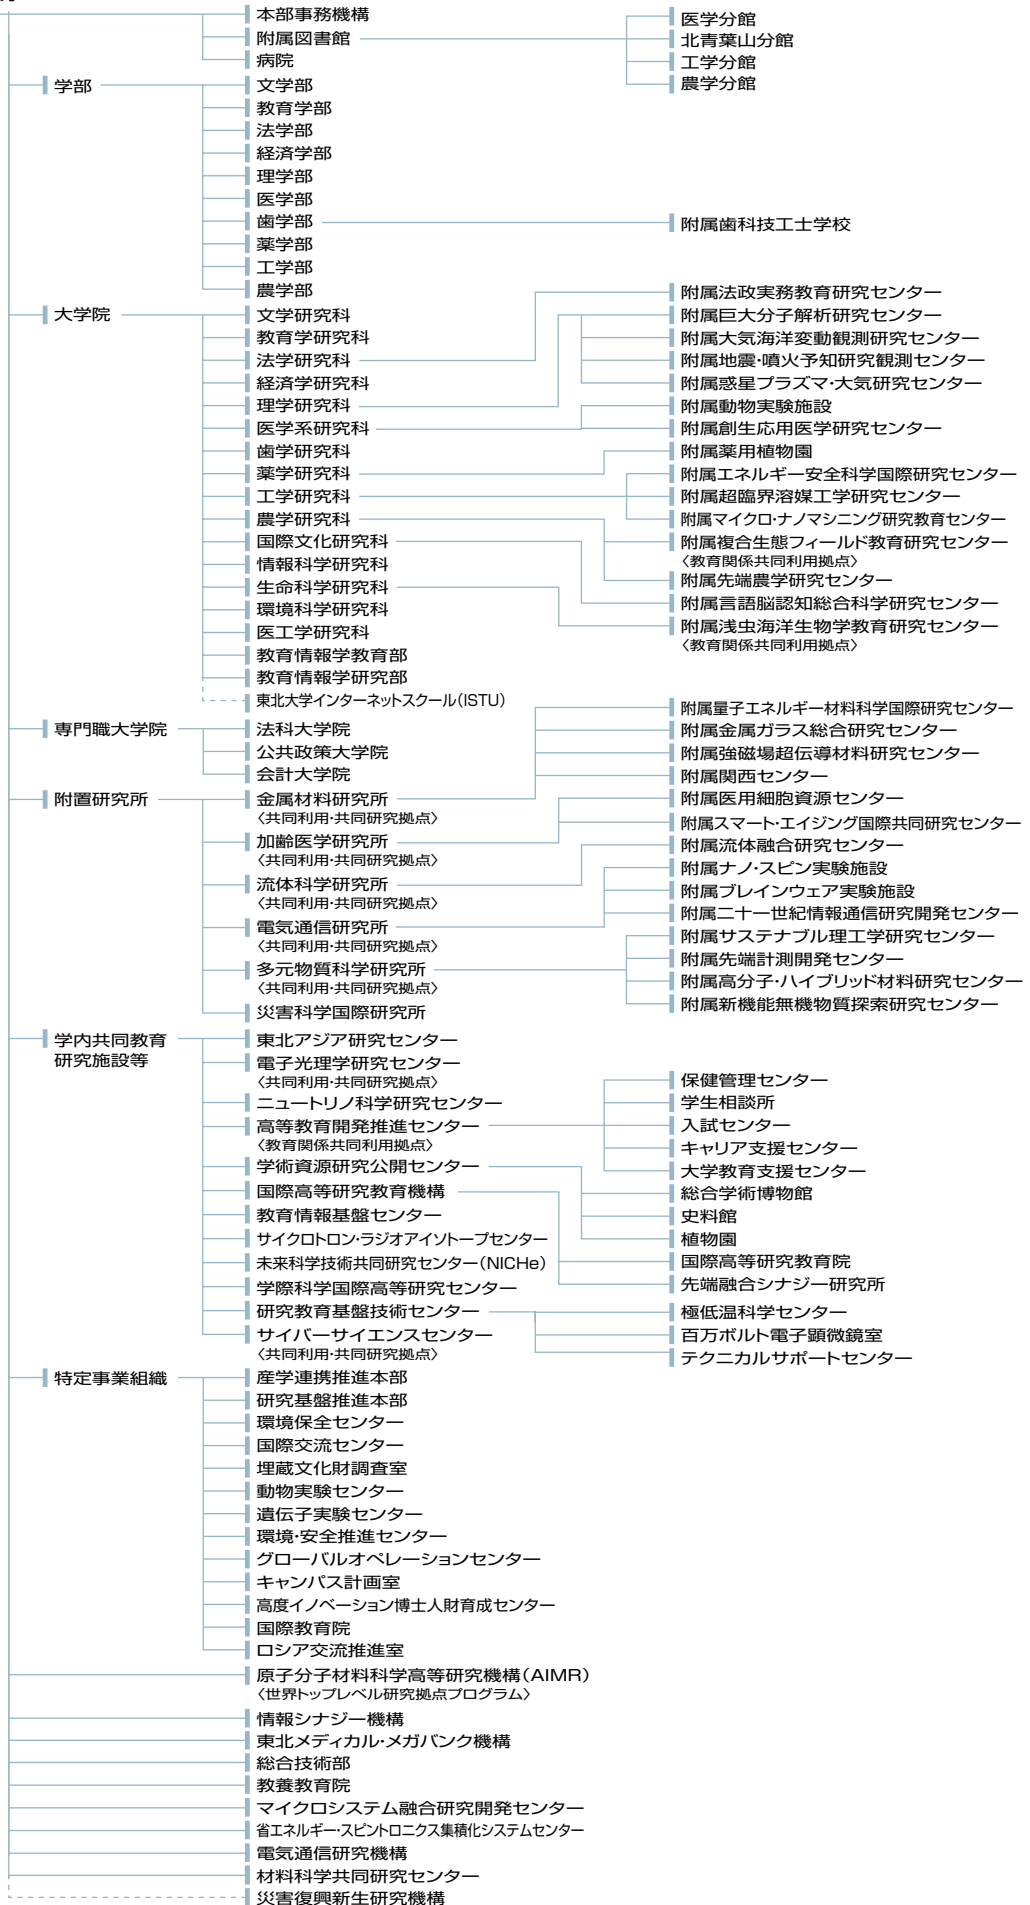 本部事務機構
附属図書館
医学分館
北青葉山分館
工学分館
農学分館
病院
学部
文学部
教育学部
法学部
経済学部
理学部
医学部
歯学部
附属歯科技工士学校
薬学部
工学部
農学部
大学院
文学研究科
教育学研究科
法学研究科
経済学研究科
理学研究科
医学系研究科
歯学研究科
薬学研究科
工学研究科
農学研究科
国際文化研究科
情報科学研究科
生命科学研究科
環境科学研究科
医工学研究科
教育情報学教育部
教育情報学研究部
東北大学インターネットスクール(ISTU)
附属法政実務教育研究センター
附属巨大分子解析研究センター
附属大気海洋変動観測研究センター
附属地震・噴火予知研究観測センター
附属惑星プラズマ・大気研究センター
附属動物実験施設
附属創生応用医学研究センター
附属薬用植物園
附属エネルギー安全科学国際研究センター
附属超臨界溶媒工学研究センター
附属マイクロ・ナノマシニング研究教育センター
附属複合生態フィールド教育研究センター
〈教育関係共同利用拠点〉
附属先端農学研究センター
附属言語脳認知総合科学研究センター
附属浅虫海洋生物学教育研究センター
〈教育関係共同利用拠点〉
専門職大学院
法科大学院
公共政策大学院
会計大学院
附置研究所
金属材料研究所
〈共同利用・共同研究拠点〉
加齢医学研究所
〈共同利用・共同研究拠点〉
流体科学研究所
〈共同利用・共同研究拠点〉
電気通信研究所
〈共同利用・共同研究拠点〉
多元物質科学研究所
〈共同利用・共同研究拠点〉
災害科学国際研究所
附属量子エネルギー材料科学国際研究センター
附属金属ガラス総合研究センター
附属強磁場超伝導材料研究センター
附属関西センター
附属医用細胞資源センター
附属スマート・エイジング国際共同研究センター
附属流体融合研究センター
附属ナノ・スピン実験施設
附属ブレインウェア実験施設
附属二十一世紀情報通信研究開発センター
附属サステナブル理工学研究センター
附属先端計測開発センター
附属高分子・ハイブリッド材料研究センター
附属新機能無機物質探索研究センター
学内共同教育
研究施設等
東北アジア研究センター
電子光理学研究センター
〈共同利用・共同研究拠点〉
ニュートリノ科学研究センター
高等教育開発推進センター
〈教育関係共同利用拠点〉
学術資源研究公開センター
国際高等研究教育機構
教育情報基盤センター
サイクロトロン・ラジオアイソトープセンター
未来科学技術共同研究センター(NICHe)
学際科学国際高等研究センター
研究教育基盤技術センター
サイバーサイエンスセンター
〈共同利用・共同研究拠点〉
保健管理センター
学生相談所
入試センター
キャリア支援センター
大学教育支援センター
総合学術博物館
史料館
植物園
国際高等研究教育院
先端融合シナジー研究所
極低温科学センター
百万ボルト電子顕微鏡室
テクニカルサポートセンター
特定事業組織
産学連携推進本部
研究基盤推進本部
環境保全センター
国際交流センター
埋蔵文化財調査室
動物実験センター
遺伝子実験センター
環境・安全推進センター
グローバルオペレーションセンター
キャンパス計画室
高度イノベーション博士人財育成センター
国際教育院
ロシア交流推進室
原子分子材料科学高等研究機構(AIMR)
〈世界トップレベル研究拠点プログラム〉
情報シナジー機構
東北メディカル・メガバンク機構
総合技術部
教養教育院
マイクロシステム融合研究開発センター
省エネルギー・スピントロニクス集積化システムセンター
電気通信研究機構
材料科学共同研究センター
災害復興新生研究機構